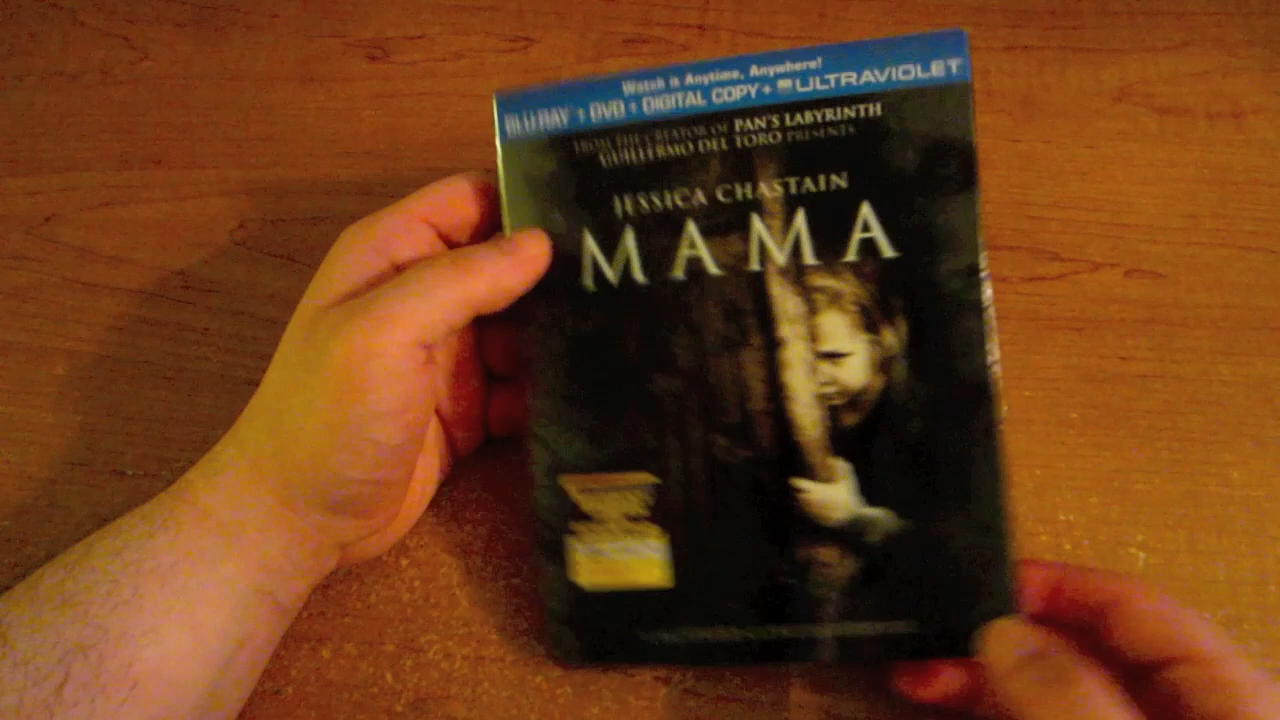 Watch it Anytime, Anywhere!
BLU-RAY + DVD + DIGITAL COPY + ULTRAVIOLET
FROM THE CREATOR OF PAN'S LABYRINTH
GUILLERMO DEL TORO PRESENTS
JESSICA CHASTAIN
MAMA